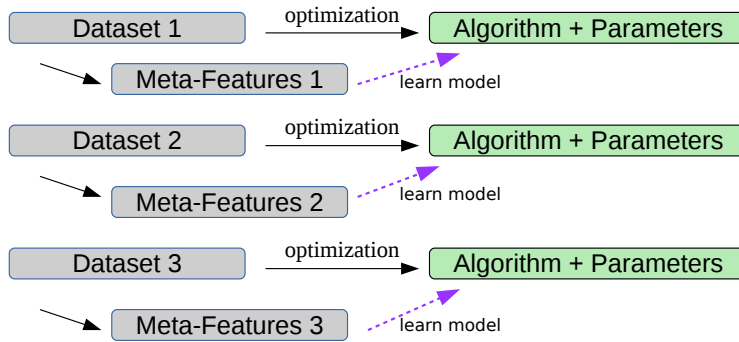 Dataset 1
optimization
Algorithm + Parameters
Meta-Features 1
learn model
Dataset 2
optimization
Algorithm + Parameters
Meta-Features 2
learn model
Dataset 3
optimization
Algorithm + Parameters
Meta-Features 3
learn model